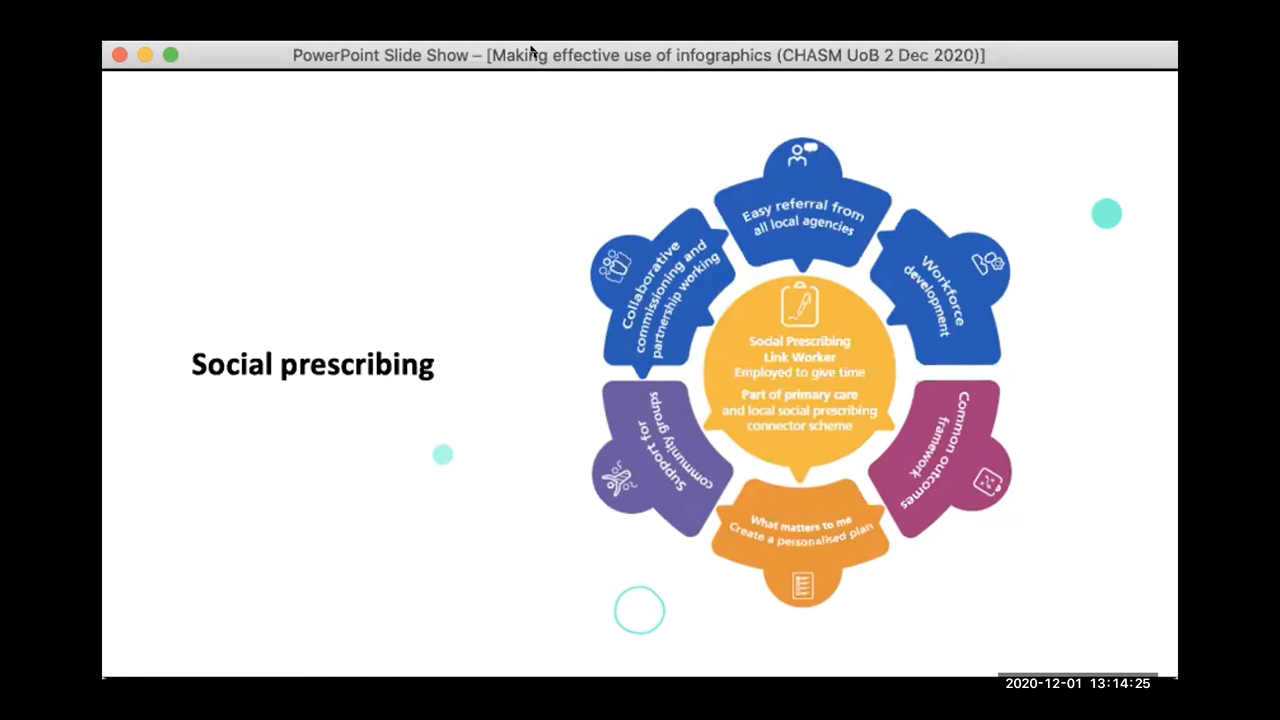 PowerPoint Slide Show – [Making effective use of infographics (CHASM UoB 2 Dec 2020)]
Social prescribing
Easy referral from
all local agencies
Workforce
development
Common outcomes
framework
What matters to me
Create a personalised plan
Support for
community groups
Collaborative
commissioning and
partnership working
Social Prescribing
Link Worker
Employed to give time
Part of primary care
and local social prescribing
connector scheme
2020-12-01 13:14:25